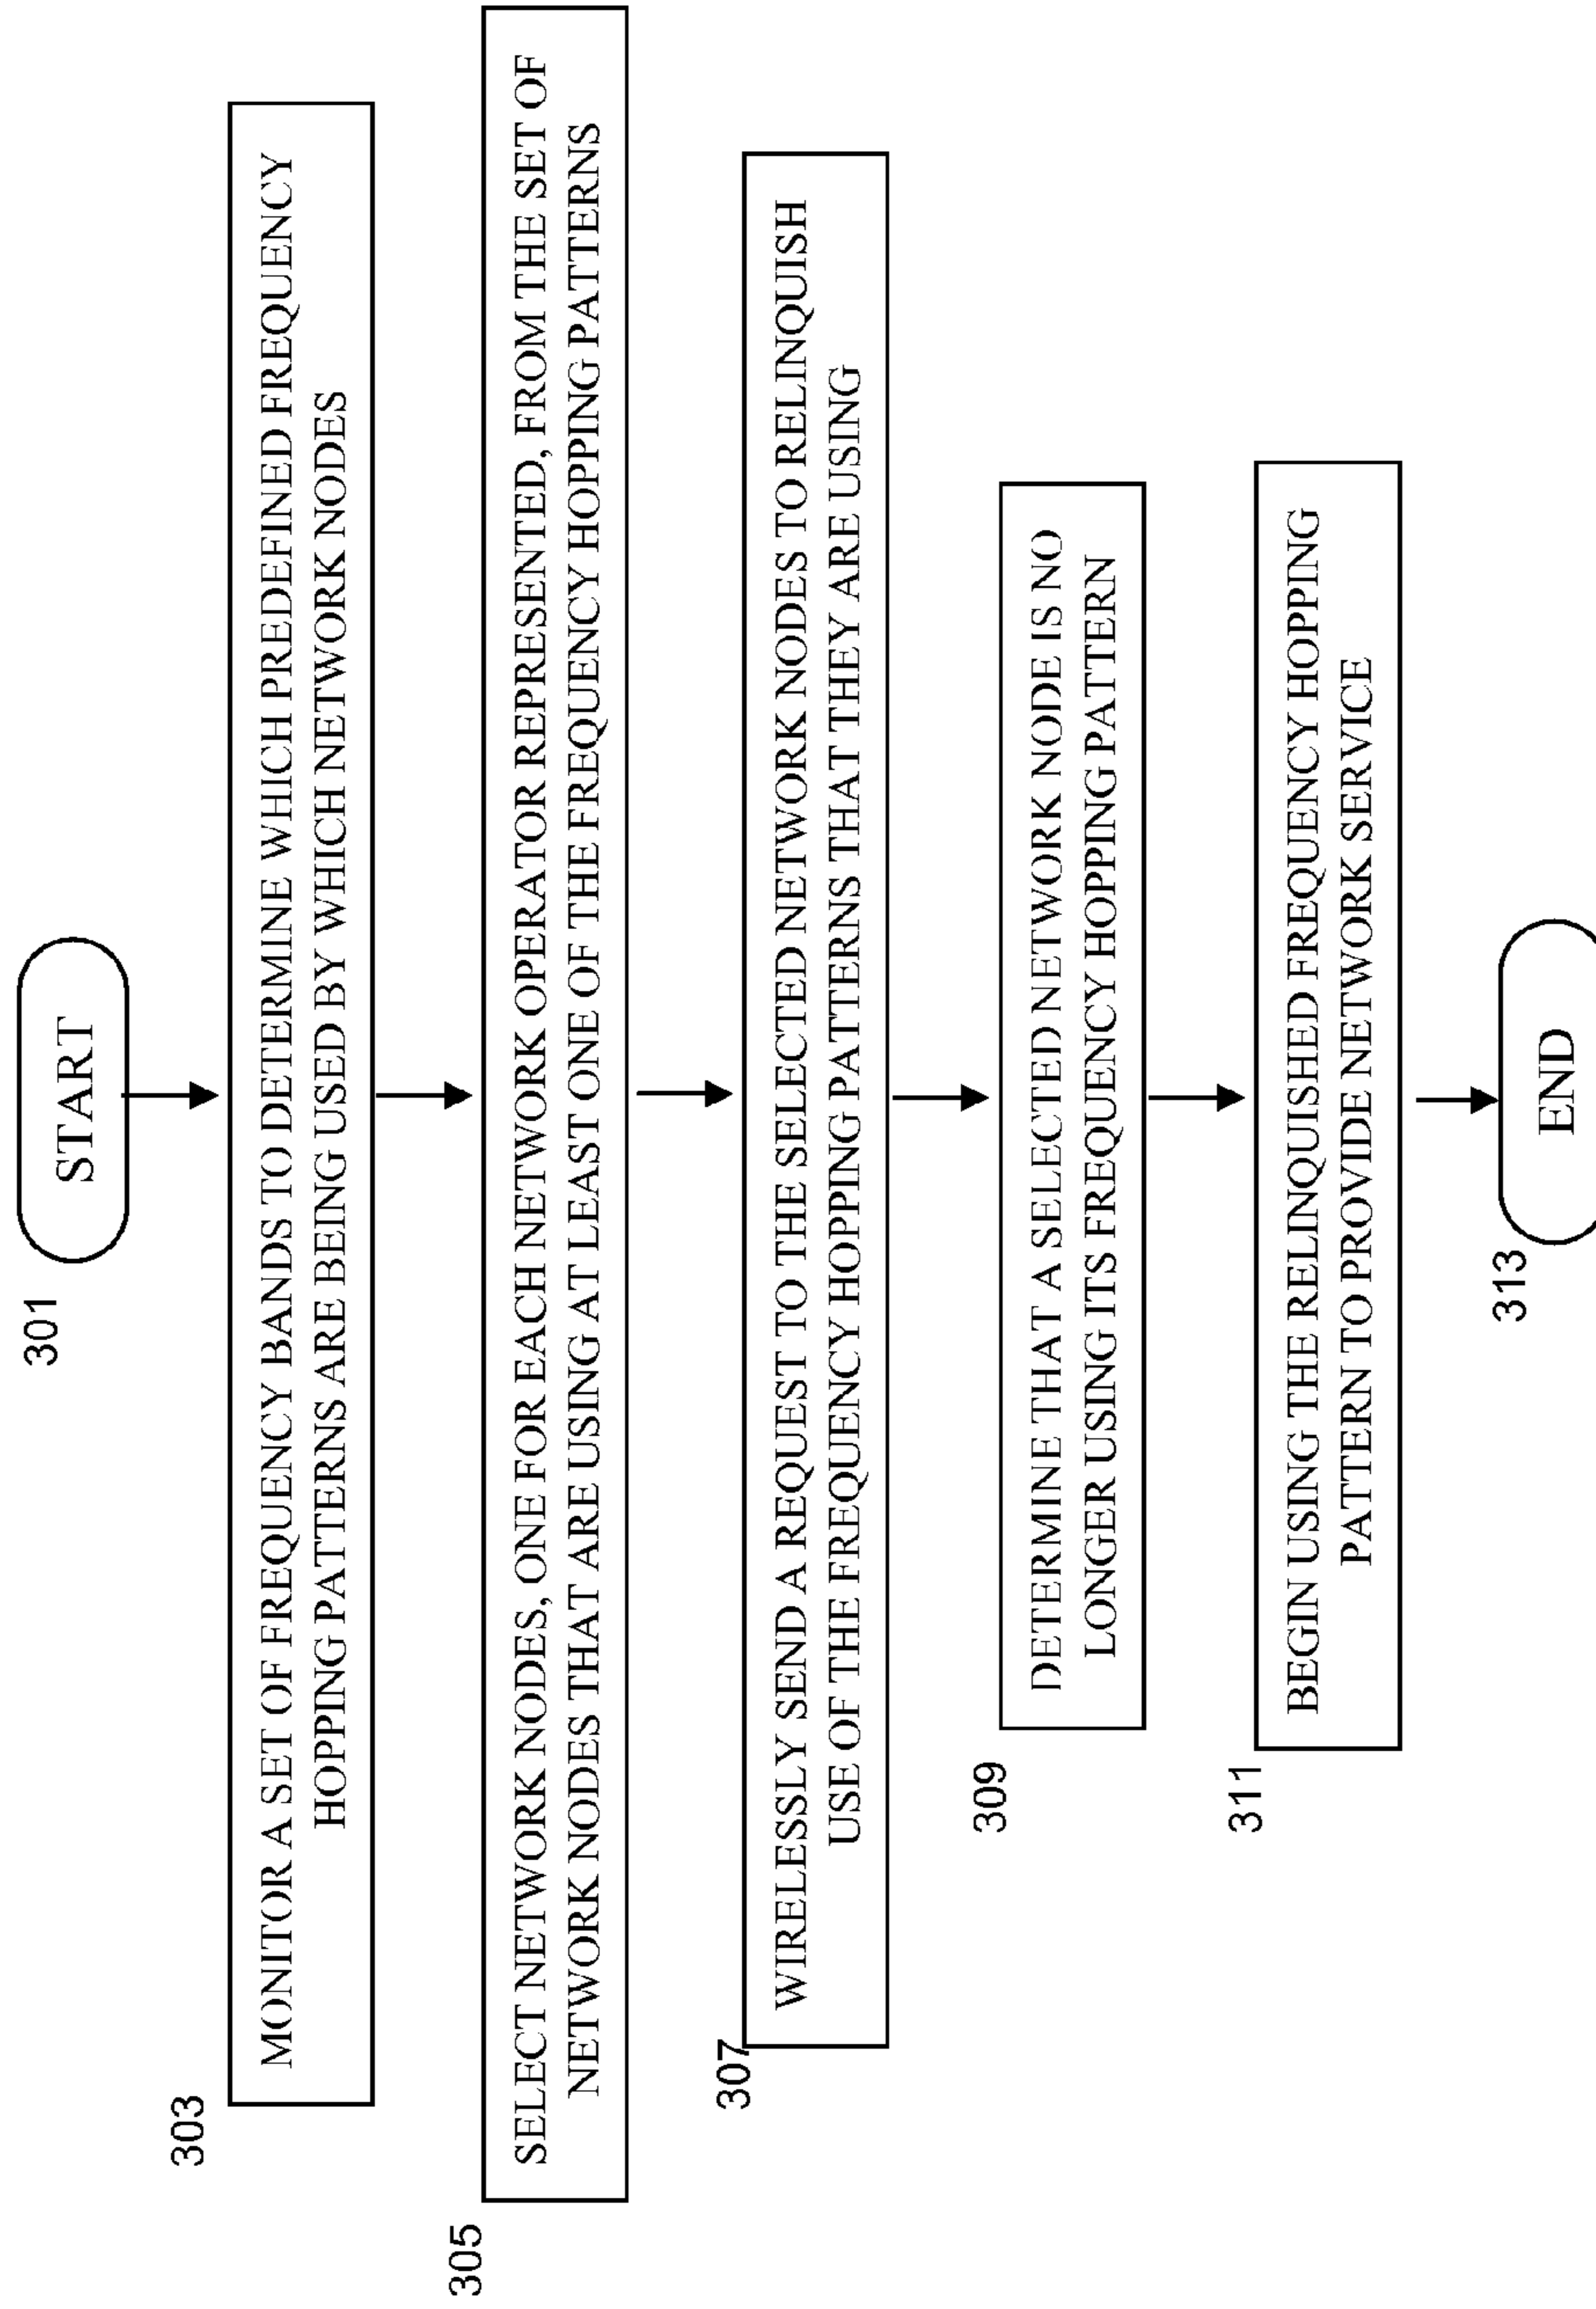 301
START
303
MONITOR A SET OF FREQUENCY BANDS TO DETERMINE WHICH PREDEFINED FREQUENCY
HOPPING PATTERNS ARE BEING USED BY WHICH NETWORK NODES
305
SELECT NETWORK NODES, ONE FOR EACH NETWORK OPERATOR REPRESENTED, FROM THE SET OF
NETWORK NODES THAT ARE USING AT LEAST ONE OF THE FREQUENCY HOPPING PATTERNS
307
WIRELESSLY SEND A REQUEST TO THE SELECTED NETWORK NODES TO RELINQUISH
USE OF THE FREQUENCY HOPPING PATTERNS THAT THEY ARE USING
309
DETERMINE THAT A SELECTED NETWORK NODE IS NO
LONGER USING ITS FREQUENCY HOPPING PATTERN
311
BEGIN USING THE RELINQUISHED FREQUENCY HOPPING
PATTERN TO PROVIDE NETWORK SERVICE
313
END